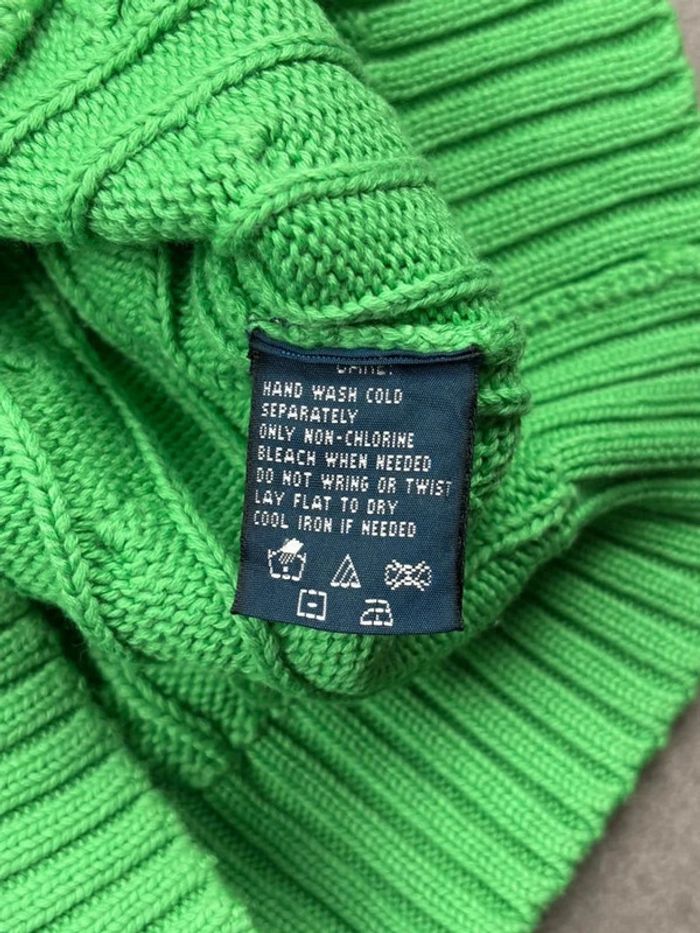 CARE:
HAND WASH COLD
SEPARATELY
ONLY NON-CHLORINE
BLEACH WHEN NEEDED
DO NOT WRING OR TWIST
LAY FLAT TO DRY
COOL IRON IF NEEDED